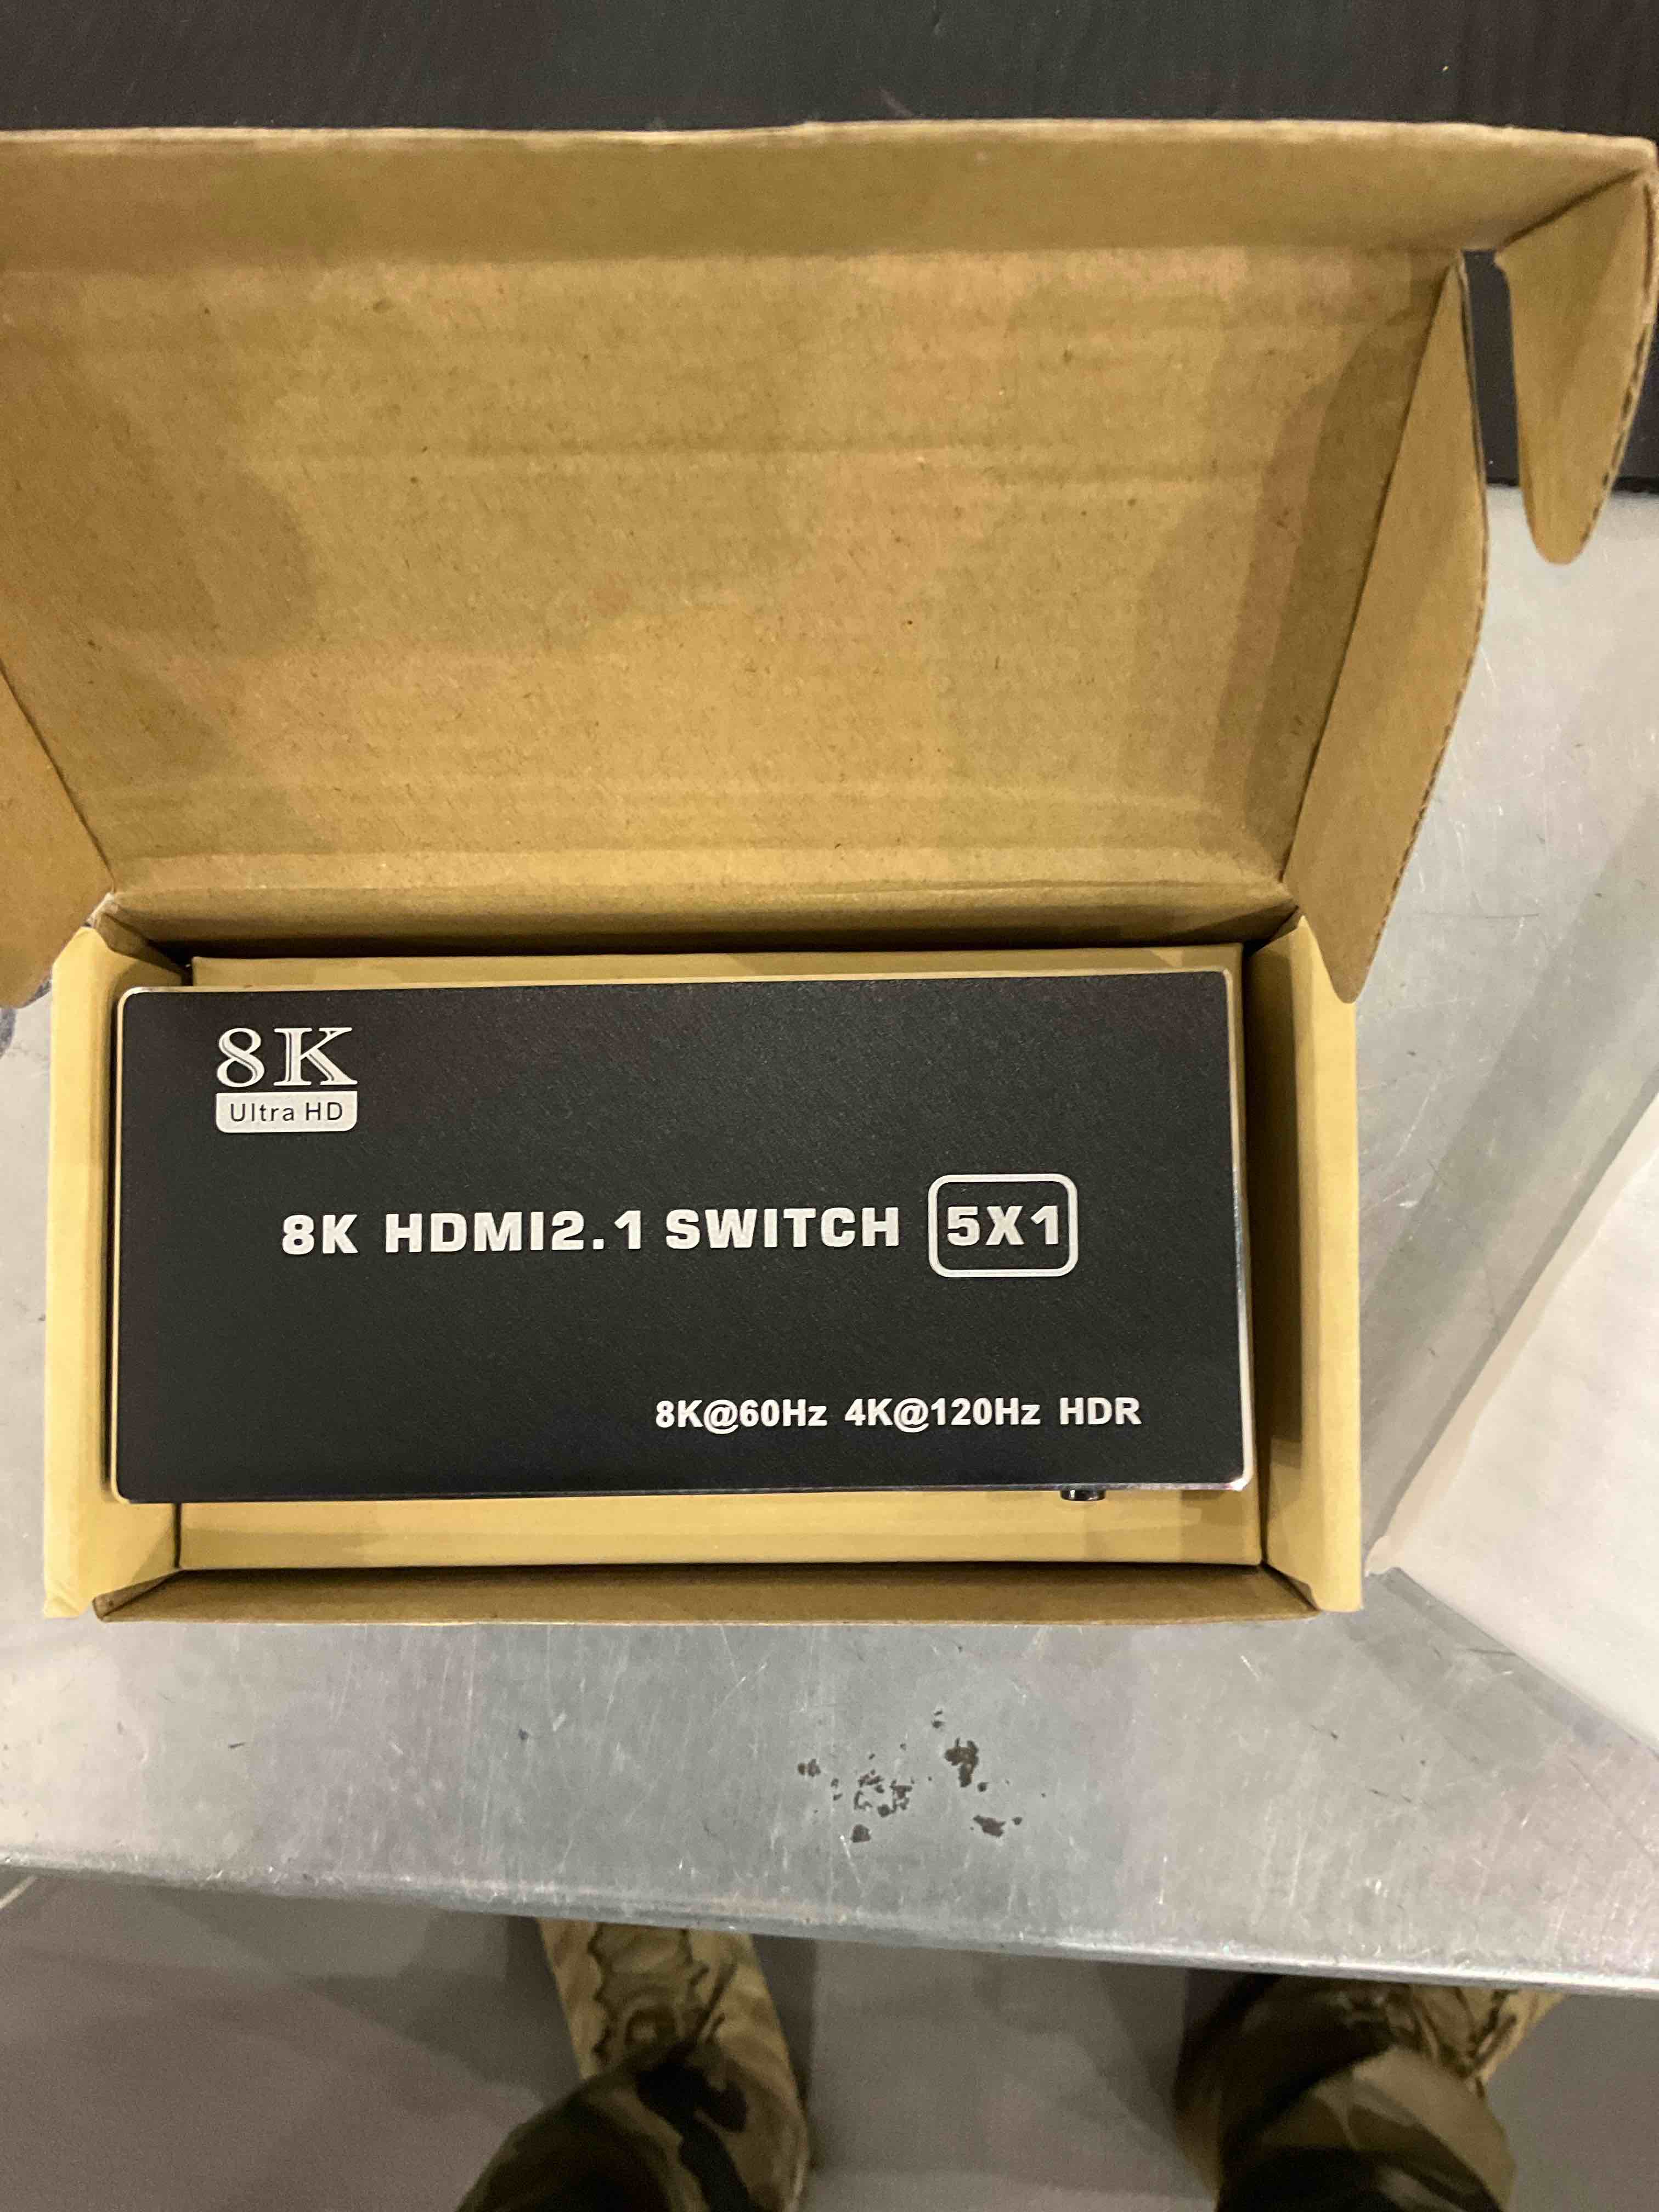 8K
Ultra HD
8K HDMI2.1 SWITCH 5X1
8K@60Hz 4K@120Hz HDR